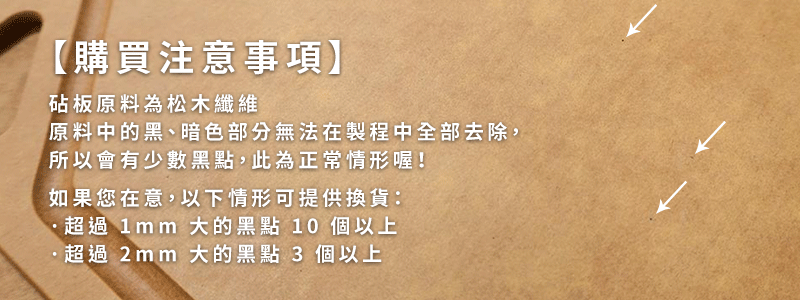 【購買注意事項】
砧板原料為松木纖維
原料中的黑、暗色部分無法在製程中全部去除，
所以會有少數黑點，此為正常情形喔！
如果您在意，以下情形可提供換貨：
·超過 1mm 大的黑點 10 個以上
·超過 2mm 大的黑點 3 個以上